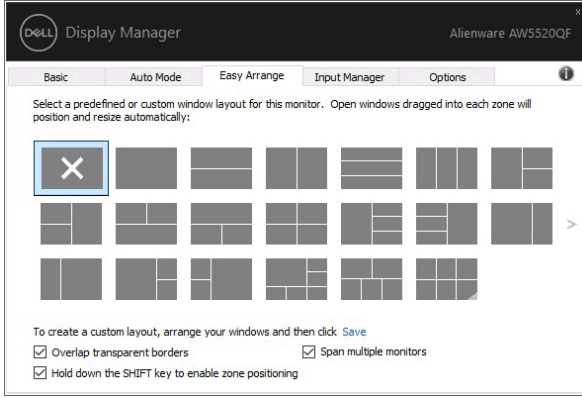 DELL Display Manager
Alienware AW5520QF
x
Basic Auto Mode Easy Arrange Input Manager Options
Select a predefined or custom window layout for this monitor. Open windows dragged into each zone will
position and resize automatically:
To create a custom layout, arrange your windows and then click Save
Overlap transparent borders
Span multiple monitors
Hold down the SHIFT key to enable zone positioning